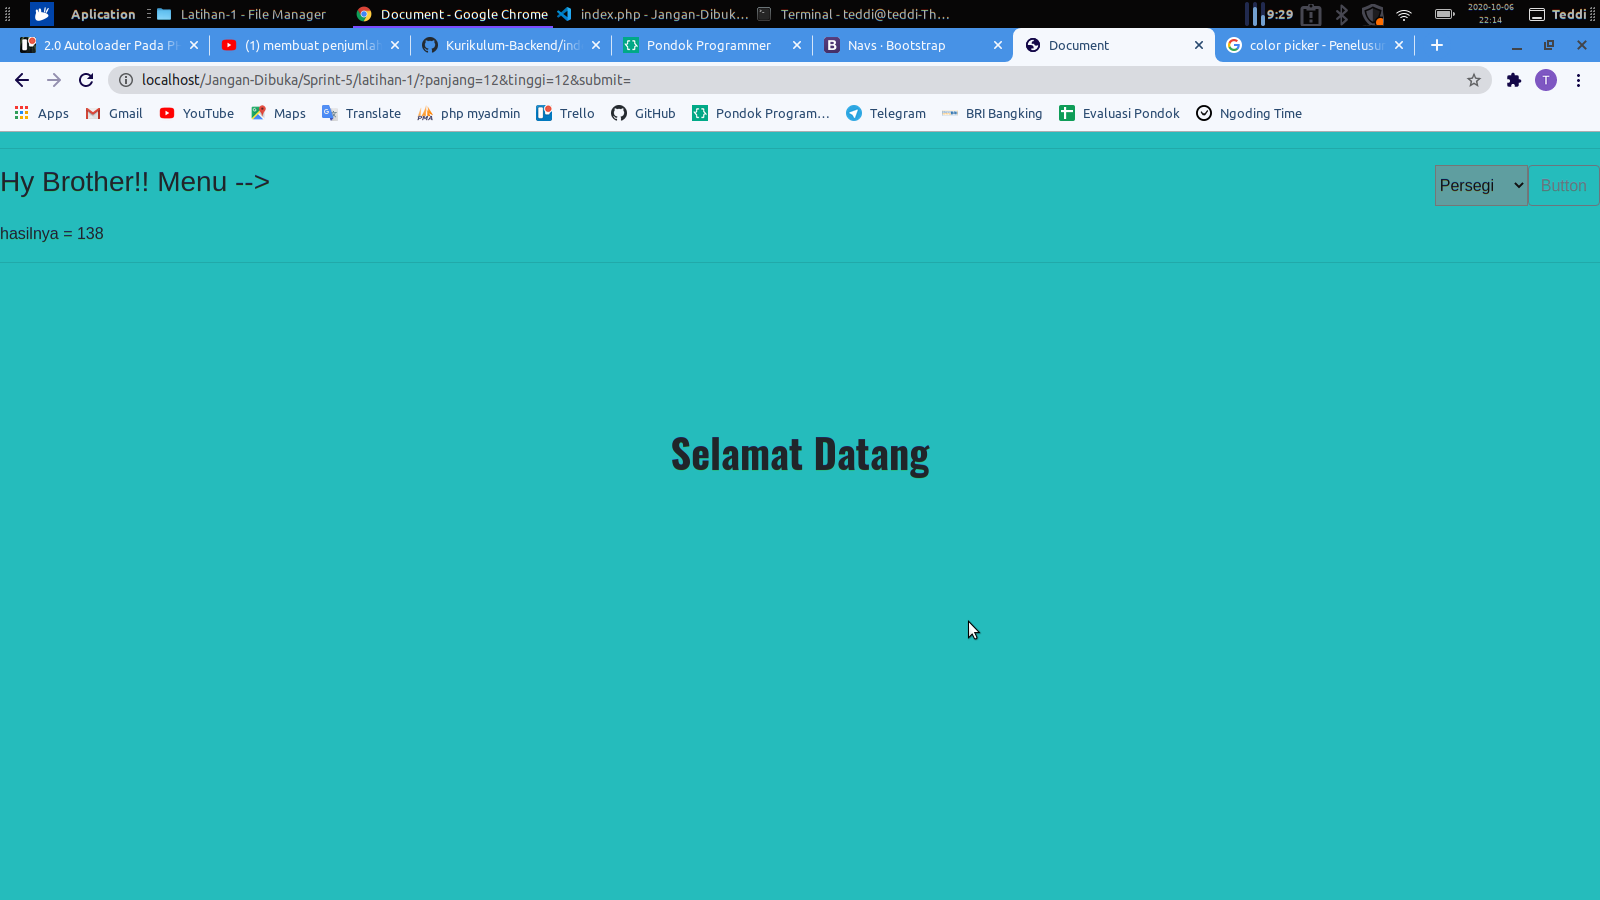 Aplication Latihan-1 - File Manager Document - Google Chrome index.php - Jangan-Dibuk... Terminal - teddi@teddi-Th... 9:29 2020-10-06 22:14 Teddi
2.0 Autoloader Pada (1) membuat penjumla Kurikulum-Backend/ind Pondok Programmer Navs · Bootstrap Document color picker - Penelusu
localhost/Jangan-Dibuka/Sprint-5/latihan-1/?panjang=12&tinggi=12&submit= T
Apps Gmail YouTube Maps Translate php myadmin Trello GitHub Pondok Program... Telegram BRI Bangking Evaluasi Pondok Ngoding Time
Hy Brother!! Menu --> Persegi Button
hasilnya = 138
Selamat Datang